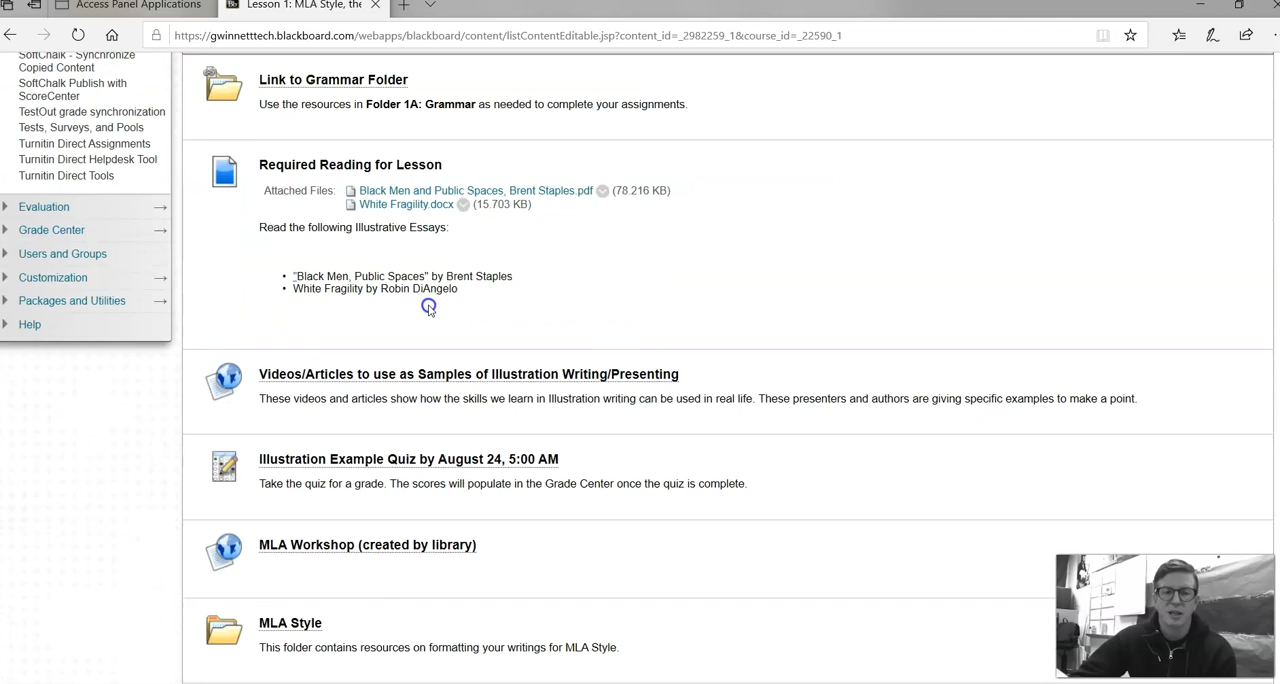 Access Panel Applications
Lesson 1: MLA Style, the
https://gwinnetttech.blackboard.com/webapps/blackboard/content/listContentEditable.jsp?content_id=_2982259_1&course_id=_22590_1
SoftChalk - Synchronize
Copied Content
SoftChalk Publish with
ScoreCenter
TestOut grade synchronization
Tests, Surveys, and Pools
Turnitin Direct Assignments
Turnitin Direct Helpdesk Tool
Turnitin Direct Tools
Evaluation
Grade Center
Users and Groups
Customization
Packages and Utilities
Help
Link to Grammar Folder
Use the resources in Folder 1A: Grammar as needed to complete your assignments.
Required Reading for Lesson
Attached Files: Black Men and Public Spaces, Brent Staples.pdf (78.216 KB)
White Fragility.docx (15.703 KB)
Read the following Illustrative Essays:
• "Black Men, Public Spaces" by Brent Staples
• White Fragility by Robin DiAngelo
Videos/Articles to use as Samples of Illustration Writing/Presenting
These videos and articles show how the skills we learn in Illustration writing can be used in real life. These presenters and authors are giving specific examples to make a point.
Illustration Example Quiz by August 24, 5:00 AM
Take the quiz for a grade. The scores will populate in the Grade Center once the quiz is complete.
MLA Workshop (created by library)
MLA Style
This folder contains resources on formatting your writings for MLA Style.